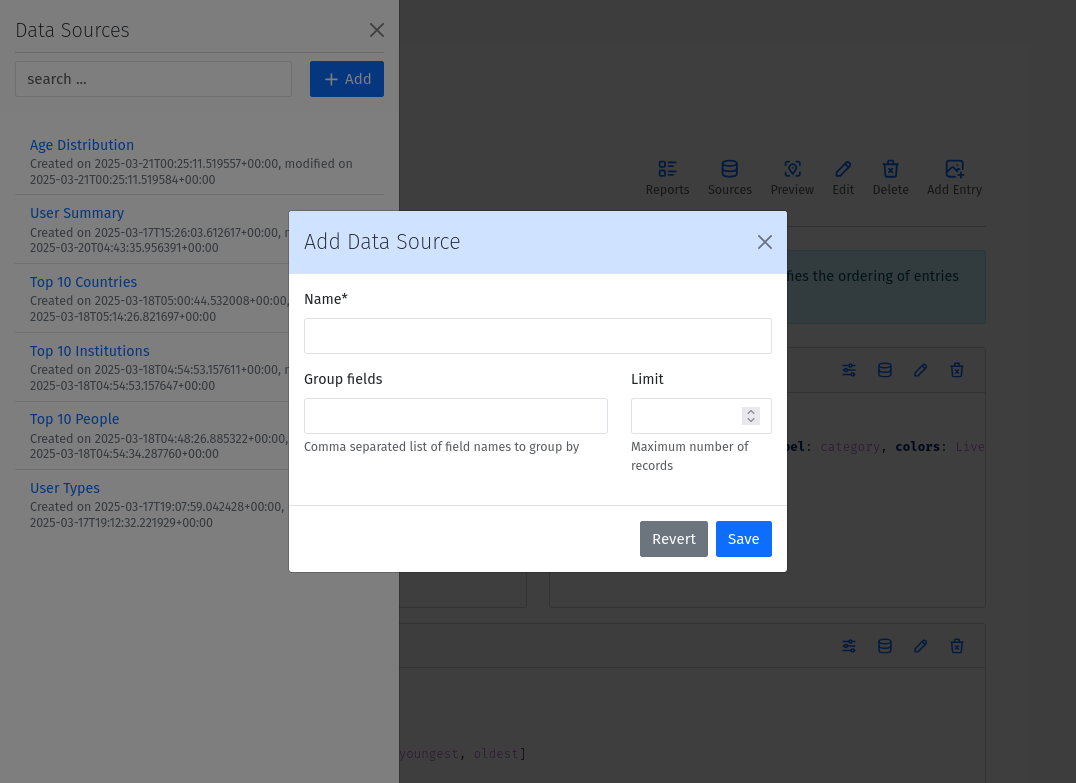 Data Sources
search ...
+ Add
Age Distribution
Created on 2025-03-21T00:25:11.519557+00:00, modified on
2025-03-21T00:25:11.519584+00:00
User Summary
Created on 2025-03-17T15:26:03.612617+00:00,
2025-03-20T04:43:35.956391+00:00
Top 10 Countries
Created on 2025-03-18T05:00:44.532008+00:00,
2025-03-18T05:14:26.821697+00:00
Top 10 Institutions
Created on 2025-03-18T04:54:53.157611+00:00,
2025-03-18T04:54:53.157647+00:00
Top 10 People
Created on 2025-03-18T04:48:26.885322+00:00,
2025-03-18T04:54:34.287760+00:00
User Types
Created on 2025-03-17T19:07:59.042428+00:00,
2025-03-17T19:12:32.221929+00:00
Reports Sources Preview Edit Delete Add Entry
fies the ordering of entries
Add Data Source
Name*
Group fields Limit
Comma separated list of field names to group by
Maximum number of
records
Revert Save
bel: category, colors: Live
youngest, oldest]